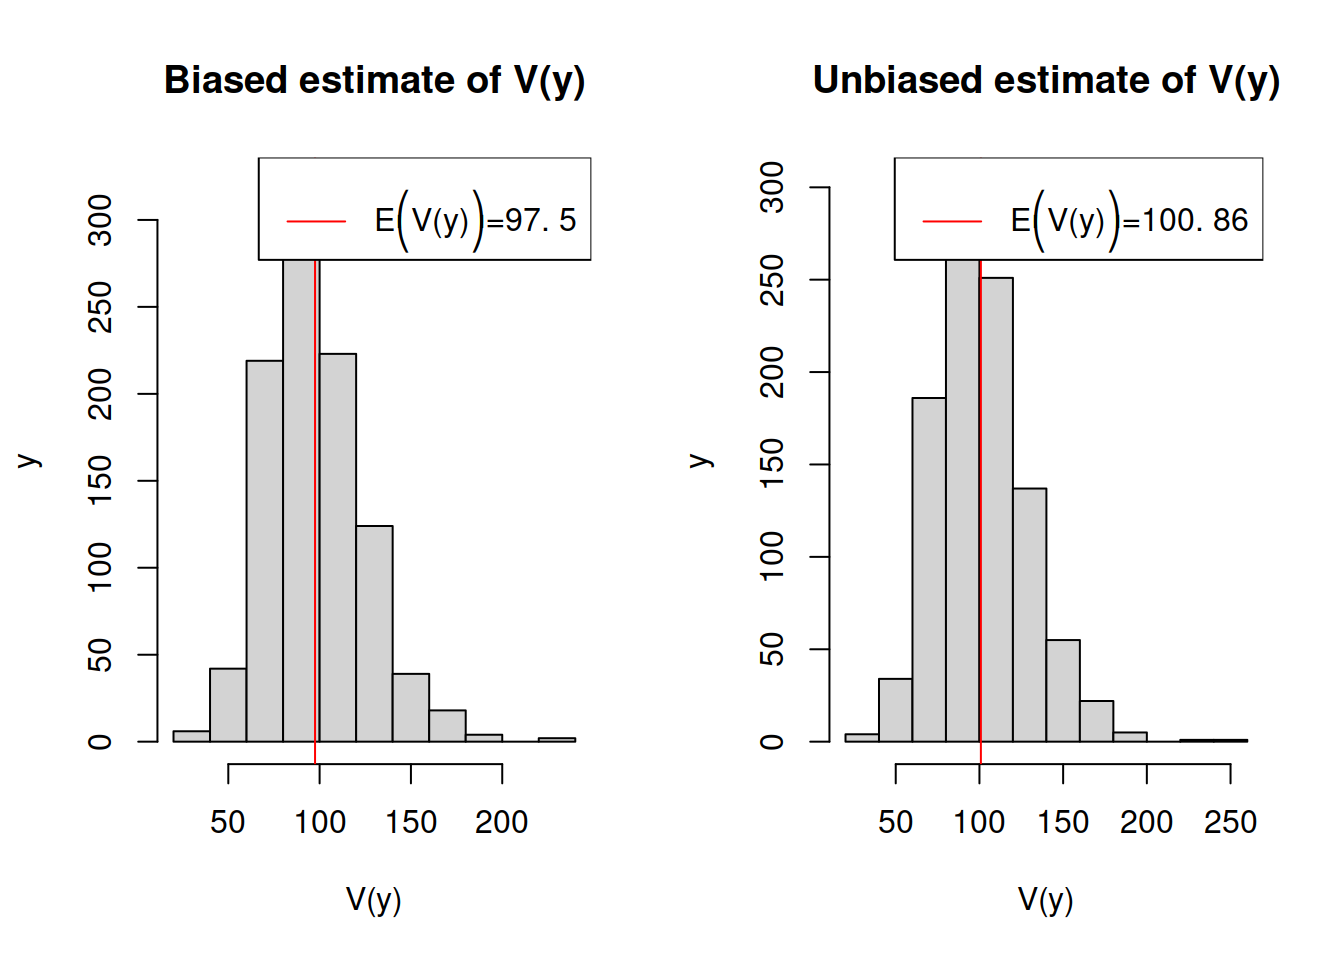 Biased estimate of V(y)
E(V(y))=97. 5
y
0
50
100
150
200
250
300
50 100 150 200
V(y)
Unbiased estimate of V(y)
E(V(y))=100. 86
y
0
50
100
150
200
250
300
50 100 150 200 250
V(y)